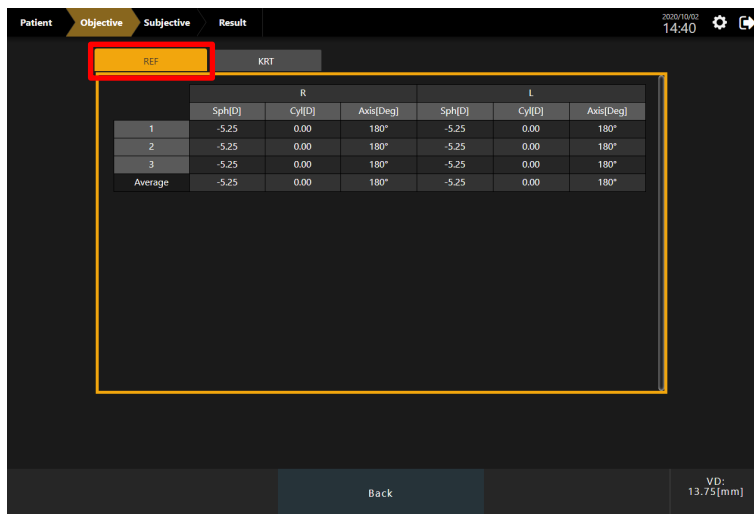 Patient Objective Subjective Result 2020/10/02
14:40
REF KRT
R L
Sph[D] Cyl[D] Axis[Deg] Sph[D] Cyl[D] Axis[Deg]
1 -5.25 0.00 180° -5.25 0.00 180°
2 -5.25 0.00 180° -5.25 0.00 180°
3 -5.25 0.00 180° -5.25 0.00 180°
Average -5.25 0.00 180° -5.25 0.00 180°
Back
VD:
13.75[mm]